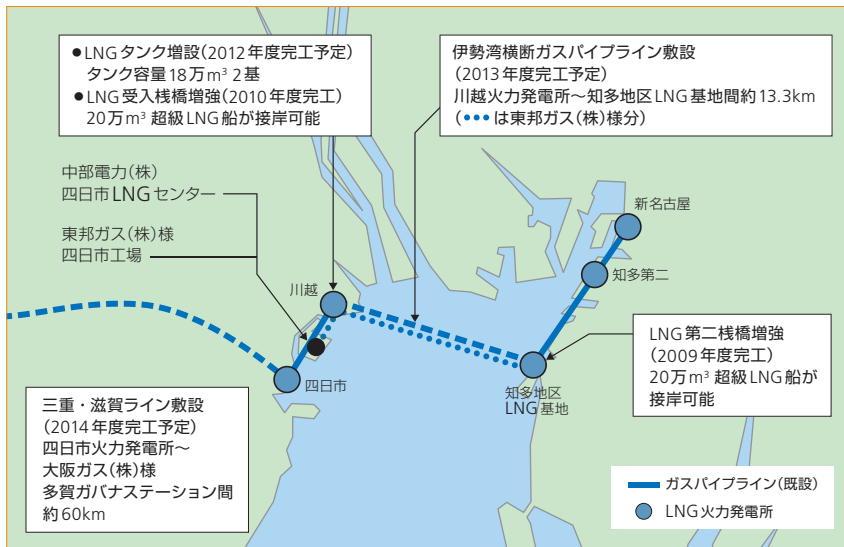 ●LNGタンク増設(2012年度完工予定)
タンク容量18万m³ 2基
●LNG受入桟橋増強(2010年度完工)
20万m³ 超級LNG船が接岸可能
伊勢湾横断ガスパイプライン敷設
(2013年度完工予定)
川越火力発電所～知多地区LNG基地間約13.3km
(•••は東邦ガス(株)様分)
中部電力(株)
四日市LNGセンター
東邦ガス(株)様
四日市工場
新名古屋
知多第二
川越
四日市
知多地区
LNG基地
LNG第二桟橋増強
(2009年度完工)
20万m³ 超級LNG船が
接岸可能
三重・滋賀ライン敷設
(2014年度完工予定)
四日市火力発電所～
大阪ガス(株)様
多賀ガバナステーション間
約60km
ガスパイプライン(既設)
LNG火力発電所